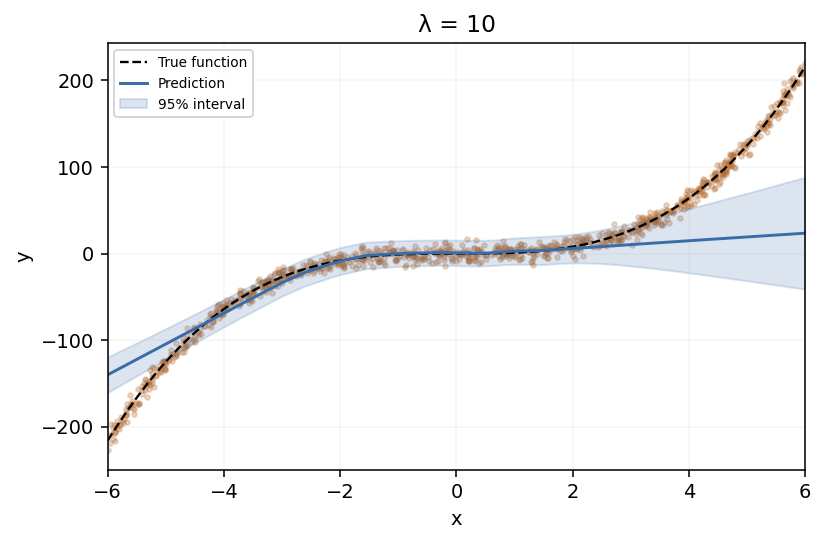 λ = 10
True function
Prediction
95% interval
200
100
0
−100
−200
y
−6
−4
−2
0
2
4
6
x